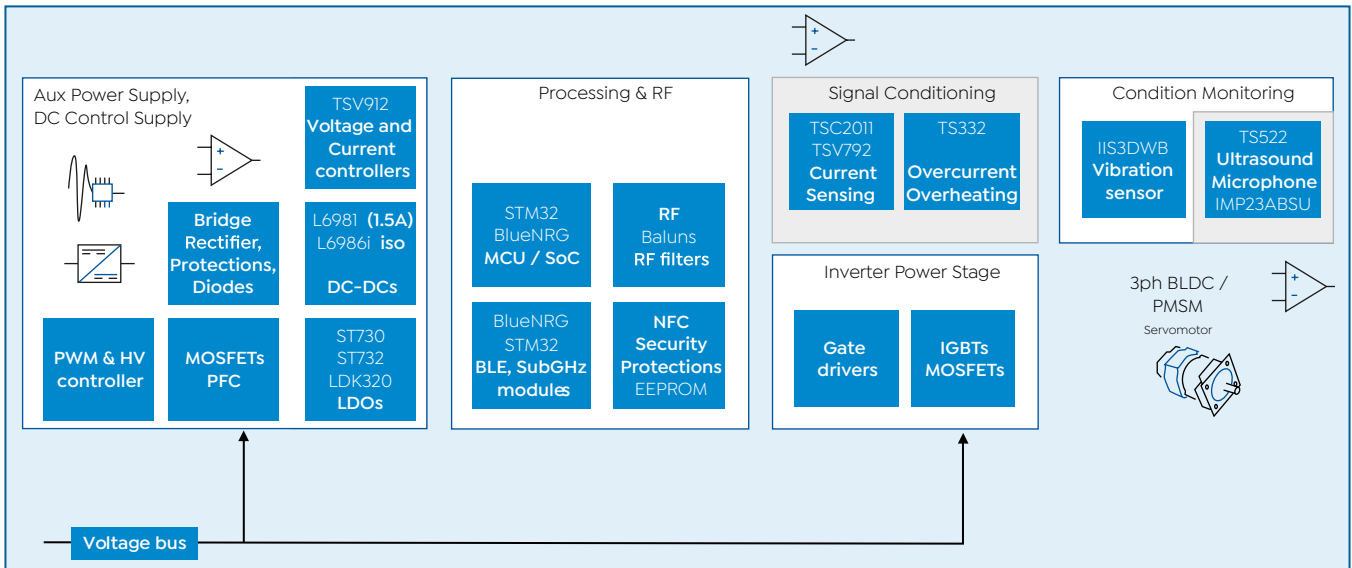 Aux Power Supply,
DC Control Supply
TSV912
Voltage and
Current
controllers
Bridge
Rectifier,
Protections,
Diodes
L6981 (1.5A)
L6986i iso
DC-DCs
PWM & HV
controller
MOSFETs
PFC
ST730
ST732
LDK320
LDOs
Processing & RF
STM32
BlueNRG
MCU / SoC
RF
Baluns
RF filters
BlueNRG
STM32
BLE, SubGHz
modules
NFC
Security
Protections
EEPROM
Signal Conditioning
TSC2011
TSV792
Current
Sensing
TS332
Overcurrent
Overheating
Inverter Power Stage
Gate
drivers
IGBTs
MOSFETs
Condition Monitoring
IIS3DWB
Vibration
sensor
TS522
Ultrasound
Microphone
IMP23ABSU
3ph BLDC /
PMSM
Servomotor
Voltage bus